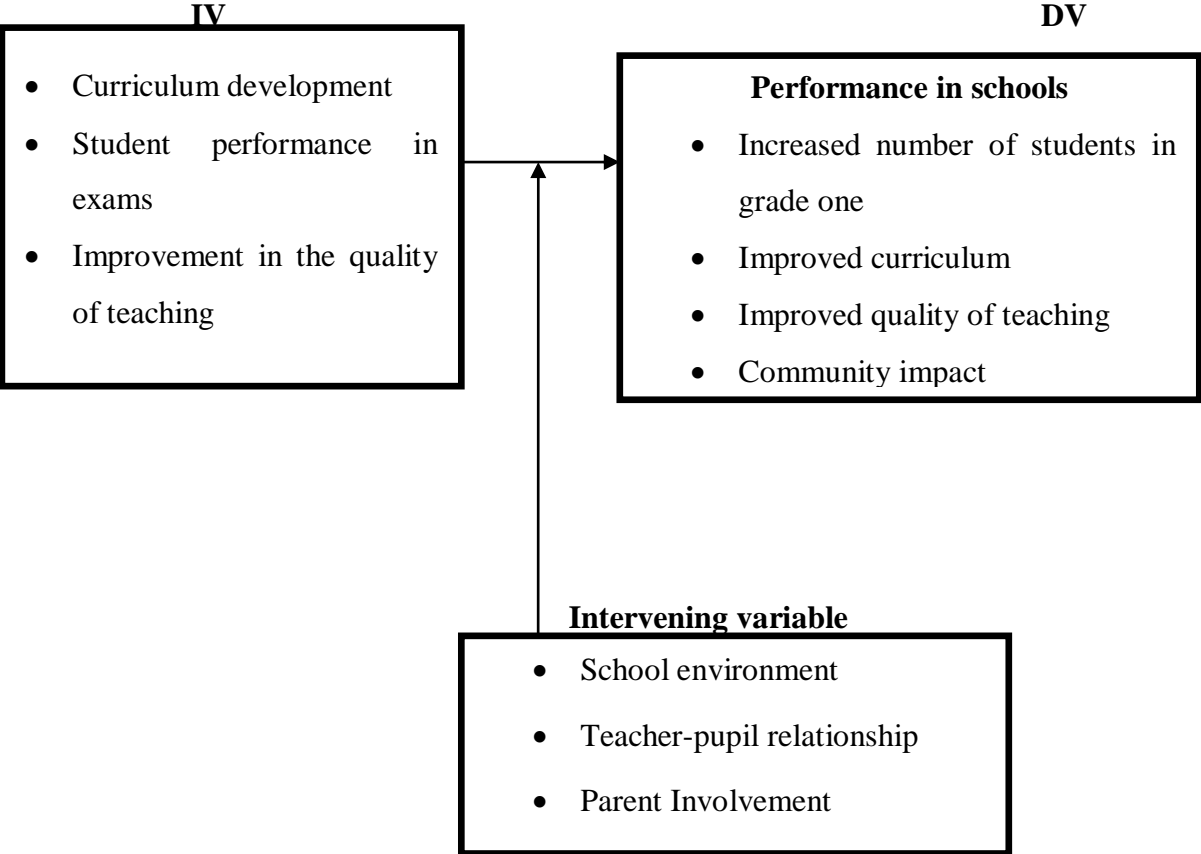 IV
DV
• Curriculum development
• Student performance in
exams
• Improvement in the quality
of teaching
Performance in schools
• Increased number of students in
grade one
• Improved curriculum
• Improved quality of teaching
• Community impact
Intervening variable
• School environment
• Teacher-pupil relationship
• Parent Involvement